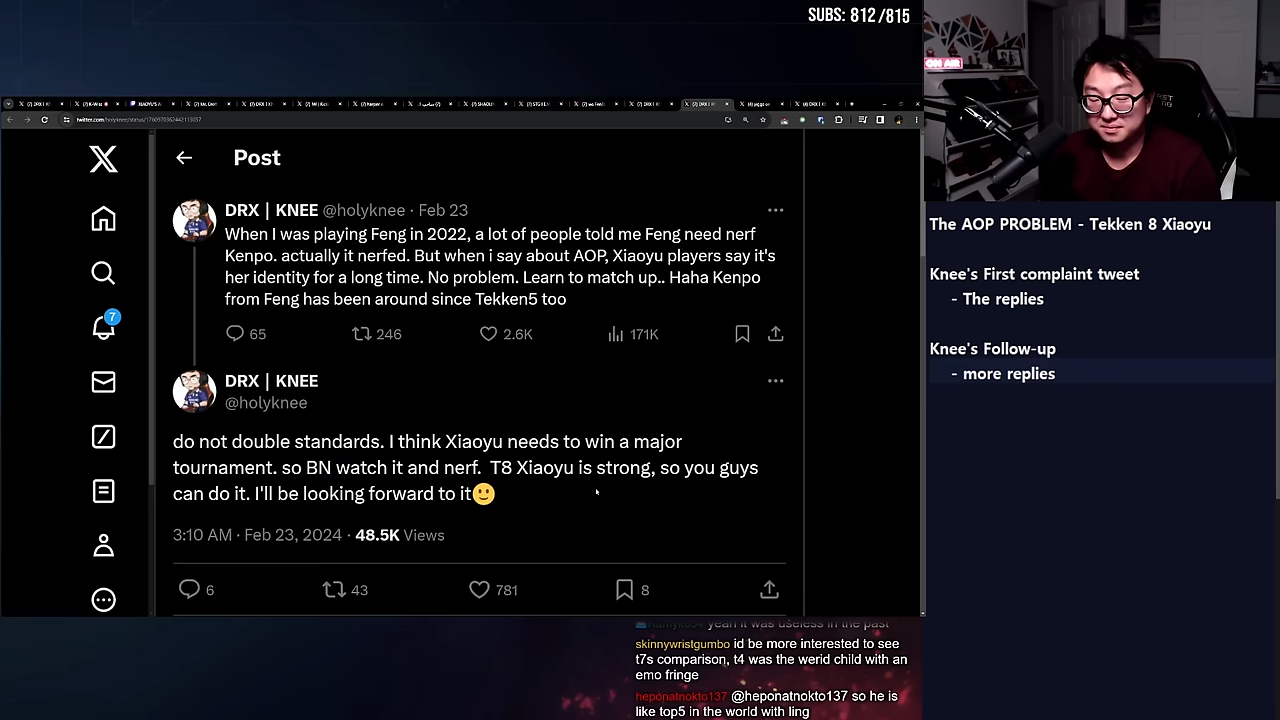 SUBS: 812/815
ON AIR
twitter.com/holyknee/status/
Post
DRX | KNEE @holyknee · Feb 23
When I was playing Feng in 2022, a lot of people told me Feng need nerf
Kenpo. actually it nerfed. But when i say about AOP, Xiaoyu players say it's
her identity for a long time. No problem. Learn to match up.. Haha Kenpo
from Feng has been around since Tekken5 too
65 246 2.6K 171K
7
DRX | KNEE
@holyknee
do not double standards. I think Xiaoyu needs to win a major
tournament. so BN watch it and nerf. T8 Xiaoyu is strong, so you guys
can do it. I'll be looking forward to it🙂
3:10 AM · Feb 23, 2024 · 48.5K Views
6 43 781 8
The AOP PROBLEM - Tekken 8 Xiaoyu
Knee's First complaint tweet
- The replies
Knee's Follow-up
- more replies
yeah it was useless in the past
skinnywristgumbo id be more interested to see
t7s comparison, t4 was the werid child with an
emo fringe
heponatnokto137 @heponatnokto137 so he is
like top5 in the world with ling